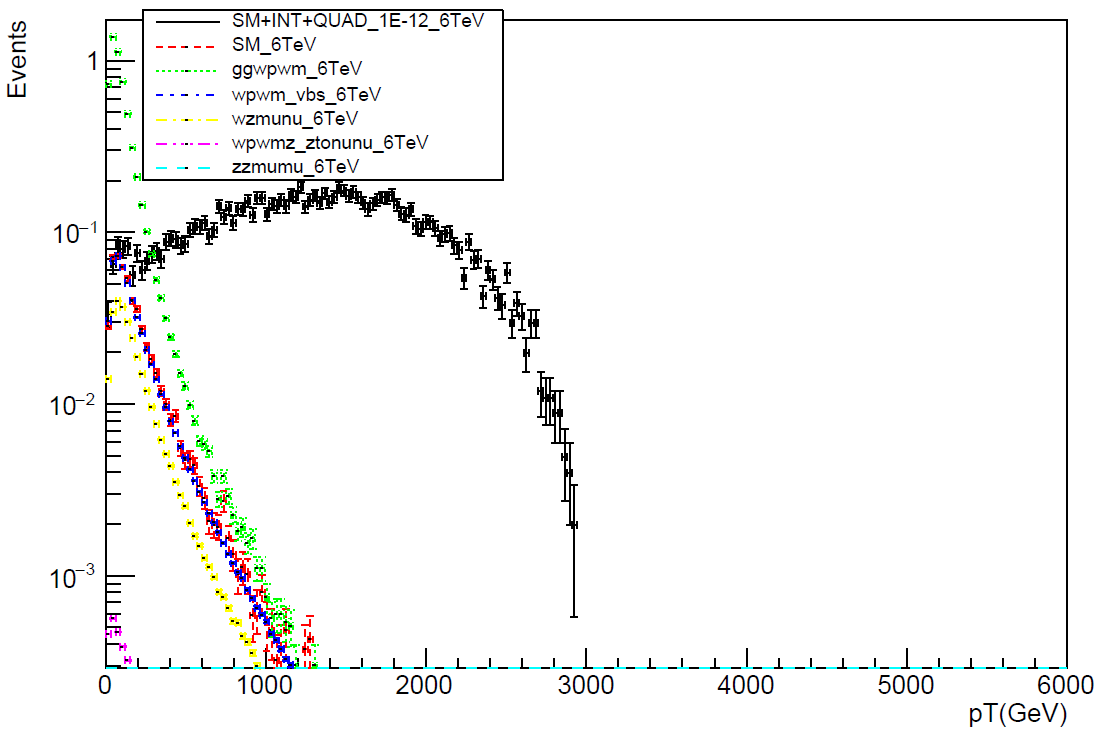 Events
SM+INT+QUAD_1E-12_6TeV
SM_6TeV
ggwpwm_6TeV
wpwm_vbs_6TeV
wzmunu_6TeV
wpwmz_ztonunu_6TeV
zzmumu_6TeV
1
10⁻¹
10⁻²
10⁻³
0 1000 2000 3000 4000 5000 6000
pT(GeV)